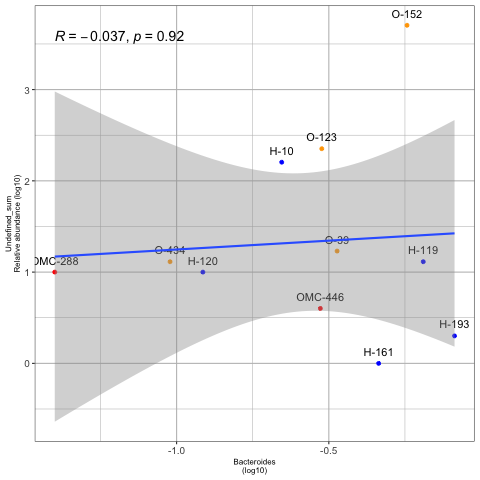 O-152
R = −0.037, p = 0.92
3
O-123
H-10
2
O-39
O-434
H-119
OMC-288
H-120
1
OMC-446
H-193
H-161
0
-1.0
-0.5
Undefined_sum
Relative abundance (log10)
Bacteroides
(log10)